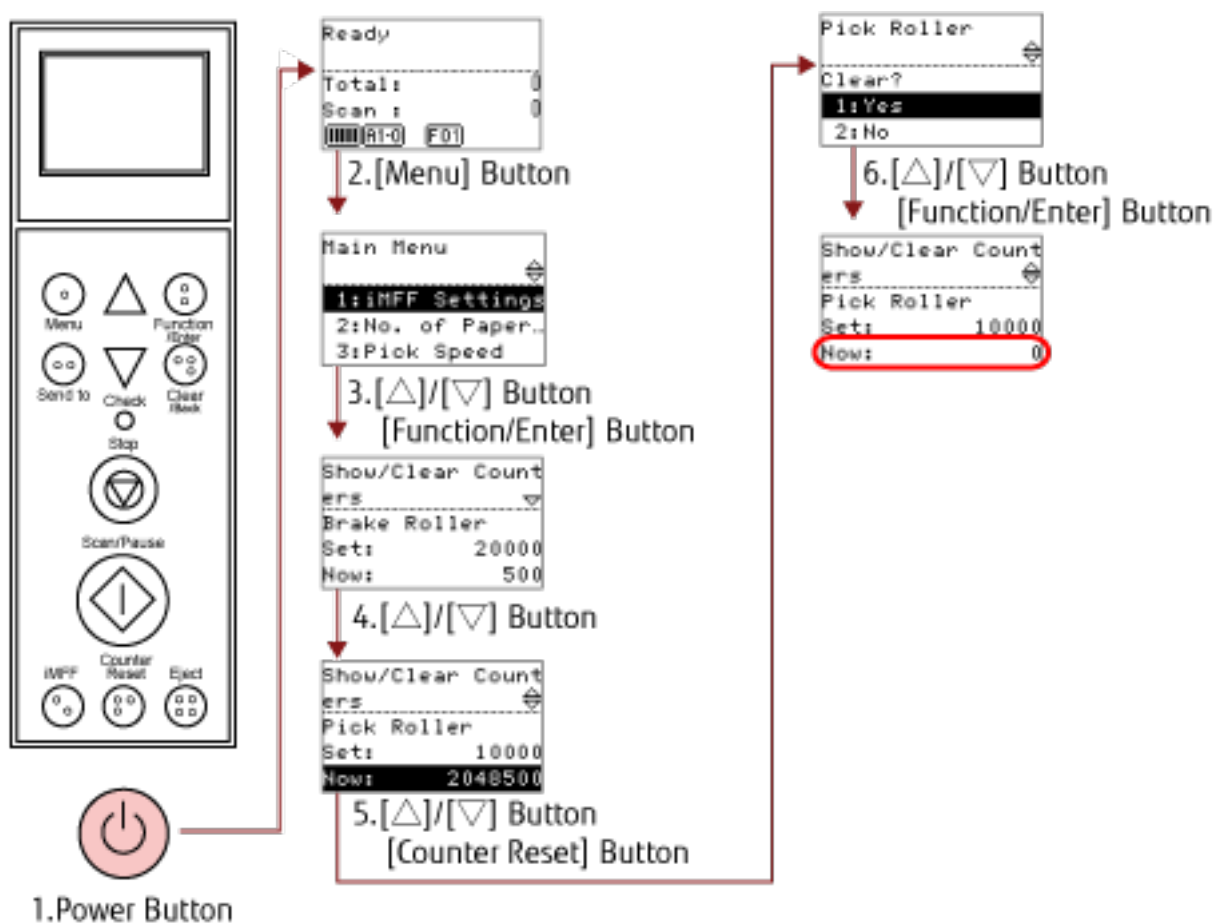 Menu
Function
/Enter
Send to
Check
Clear
/Back
Stop
Scan/Pause
iMFF
Counter
Reset
Eject
1.Power Button
Ready
Total: 0
Scan : 0
A1-0 F01
2.[Menu] Button
Main Menu
1:iMFF Settings
2:No. of Paper…
3:Pick Speed
3.[△]/[▽] Button
[Function/Enter] Button
Show/Clear Count
ers
Brake Roller
Set: 20000
Now: 500
4.[△]/[▽] Button
Show/Clear Count
ers
Pick Roller
Set: 10000
Now: 2048500
5.[△]/[▽] Button
[Counter Reset] Button
Pick Roller
Clear?
1:Yes
2:No
6.[△]/[▽] Button
[Function/Enter] Button
Show/Clear Count
ers
Pick Roller
Set: 10000
Now: 0